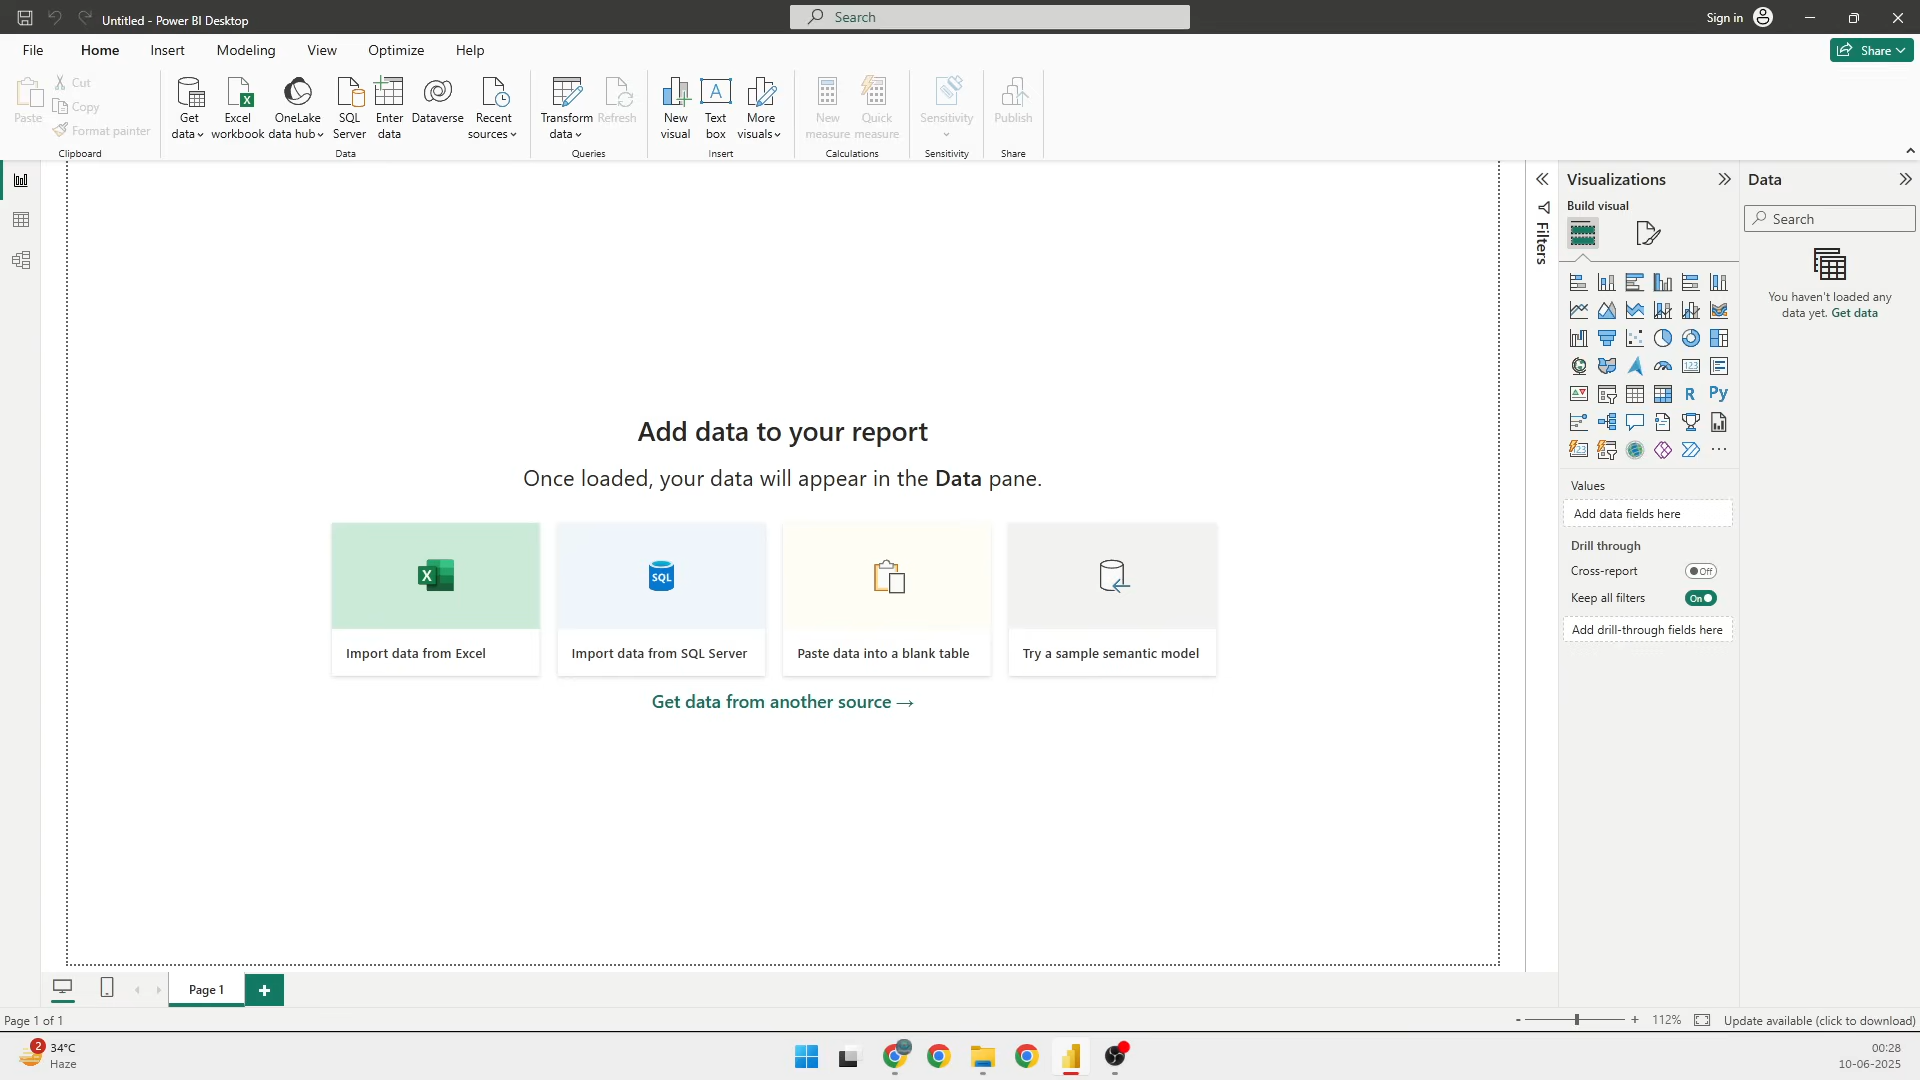 Untitled - Power BI Desktop
Search
Sign in
File
Home
Insert
Modeling
View
Optimize
Help
Share
Paste
Cut
Copy
Format painter
Clipboard
Get data
Excel workbook
OneLake data hub
SQL Server
Enter data
Dataverse
Recent sources
Data
Transform data
Refresh
Queries
New visual
A
Text box
More visuals
Insert
New measure
Quick measure
Calculations
Sensitivity
Sensitivity
Publish
Share
Filters
Visualizations
Build visual
123
R
Py
123
Values
Add data fields here
Drill through
Cross-report
Off
Keep all filters
On
Add drill-through fields here
Data
Search
You haven't loaded any
data yet. Get data
Add data to your report
Once loaded, your data will appear in the Data pane.
X
SQL
Import data from Excel
Import data from SQL Server
Paste data into a blank table
Try a sample semantic model
Get data from another source →
Page 1
+
Page 1 of 1
-
+
112%
Update available (click to download)
2
34°C
Haze
00:28
10-06-2025